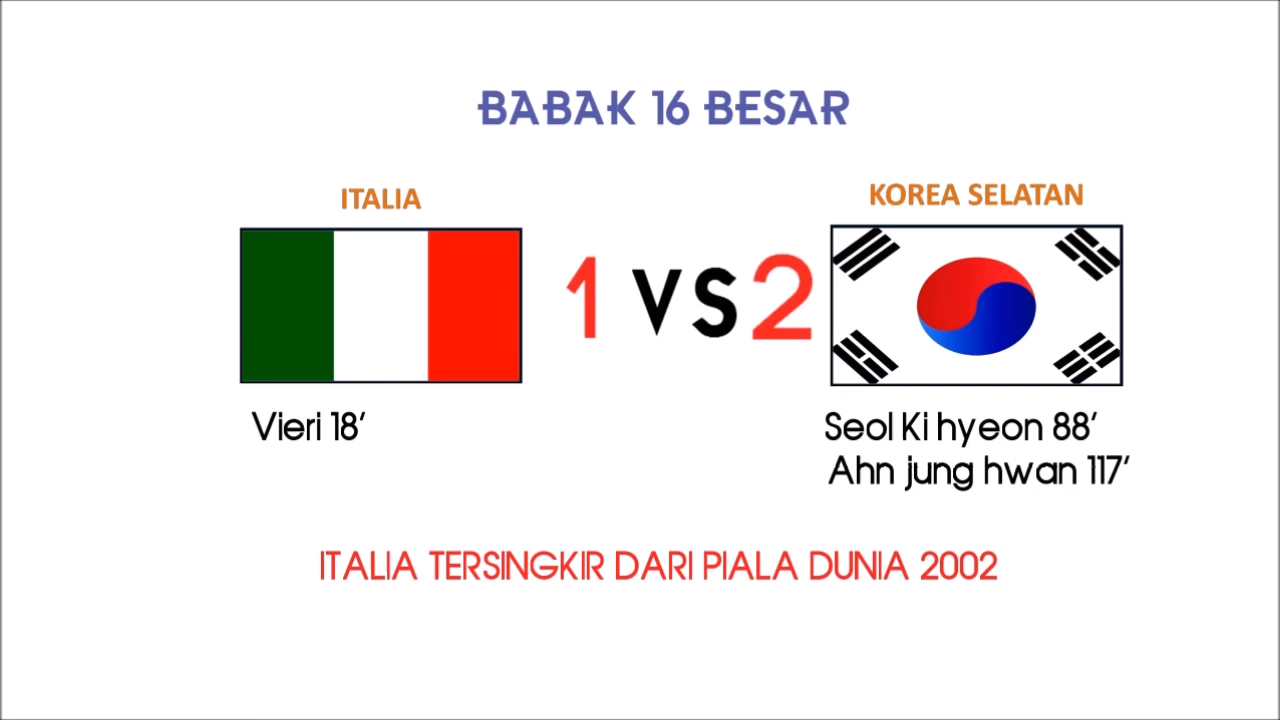 BABAK 16 BESAR
ITALIA
KOREA SELATAN
1 VS 2
Vieri 18'
Seol Ki hyeon 88'
Ahn jung hwan 117'
ITALIA TERSINGKIR DARI PIALA DUNIA 2002